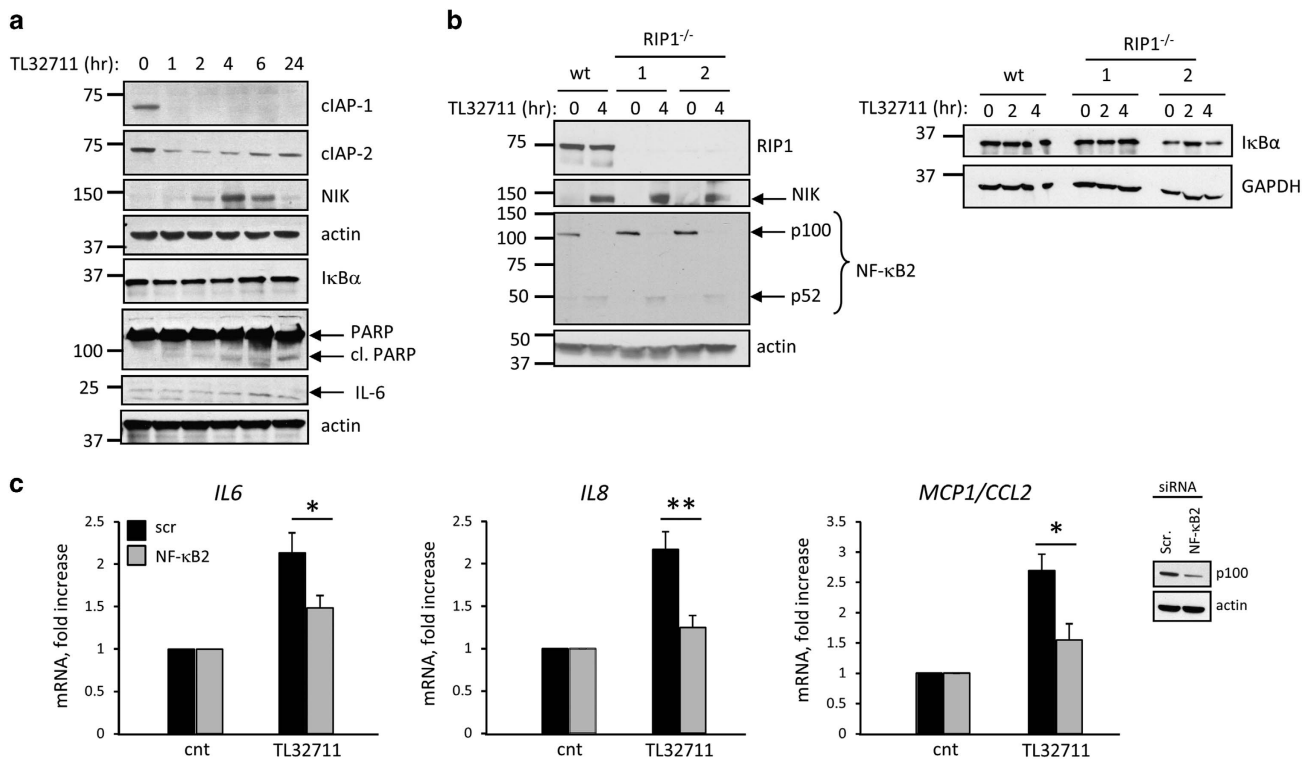 a
TL32711 (hr): 0 1 2 4 6 24
75
cIAP-1
75
cIAP-2
150
NIK
actin
37
37
IκBα
PARP
100
cl. PARP
25
IL-6
actin
37
b
RIP1-/-
wt 1 2
TL32711 (hr): 0 4 0 4 0 4
75
RIP1
150
NIK
150
100
p100
75
NF-κB2
50
p52
50
actin
37
RIP1-/-
wt 1 2
TL32711 (hr): 0 2 4 0 2 4 0 2 4
37
IκBα
37
GAPDH
c
IL6
scr
NF-κB2
mRNA, fold increase
2.5
2
1.5
1
0.5
0
*
cnt TL32711
IL8
mRNA, fold increase
2.5
2
1.5
1
0.5
0
**
cnt TL32711
MCP1/CCL2
mRNA, fold increase
3.5
3
2.5
2
1.5
1
0.5
0
*
cnt TL32711
siRNA
Scr. NF-κB2
p100
actin